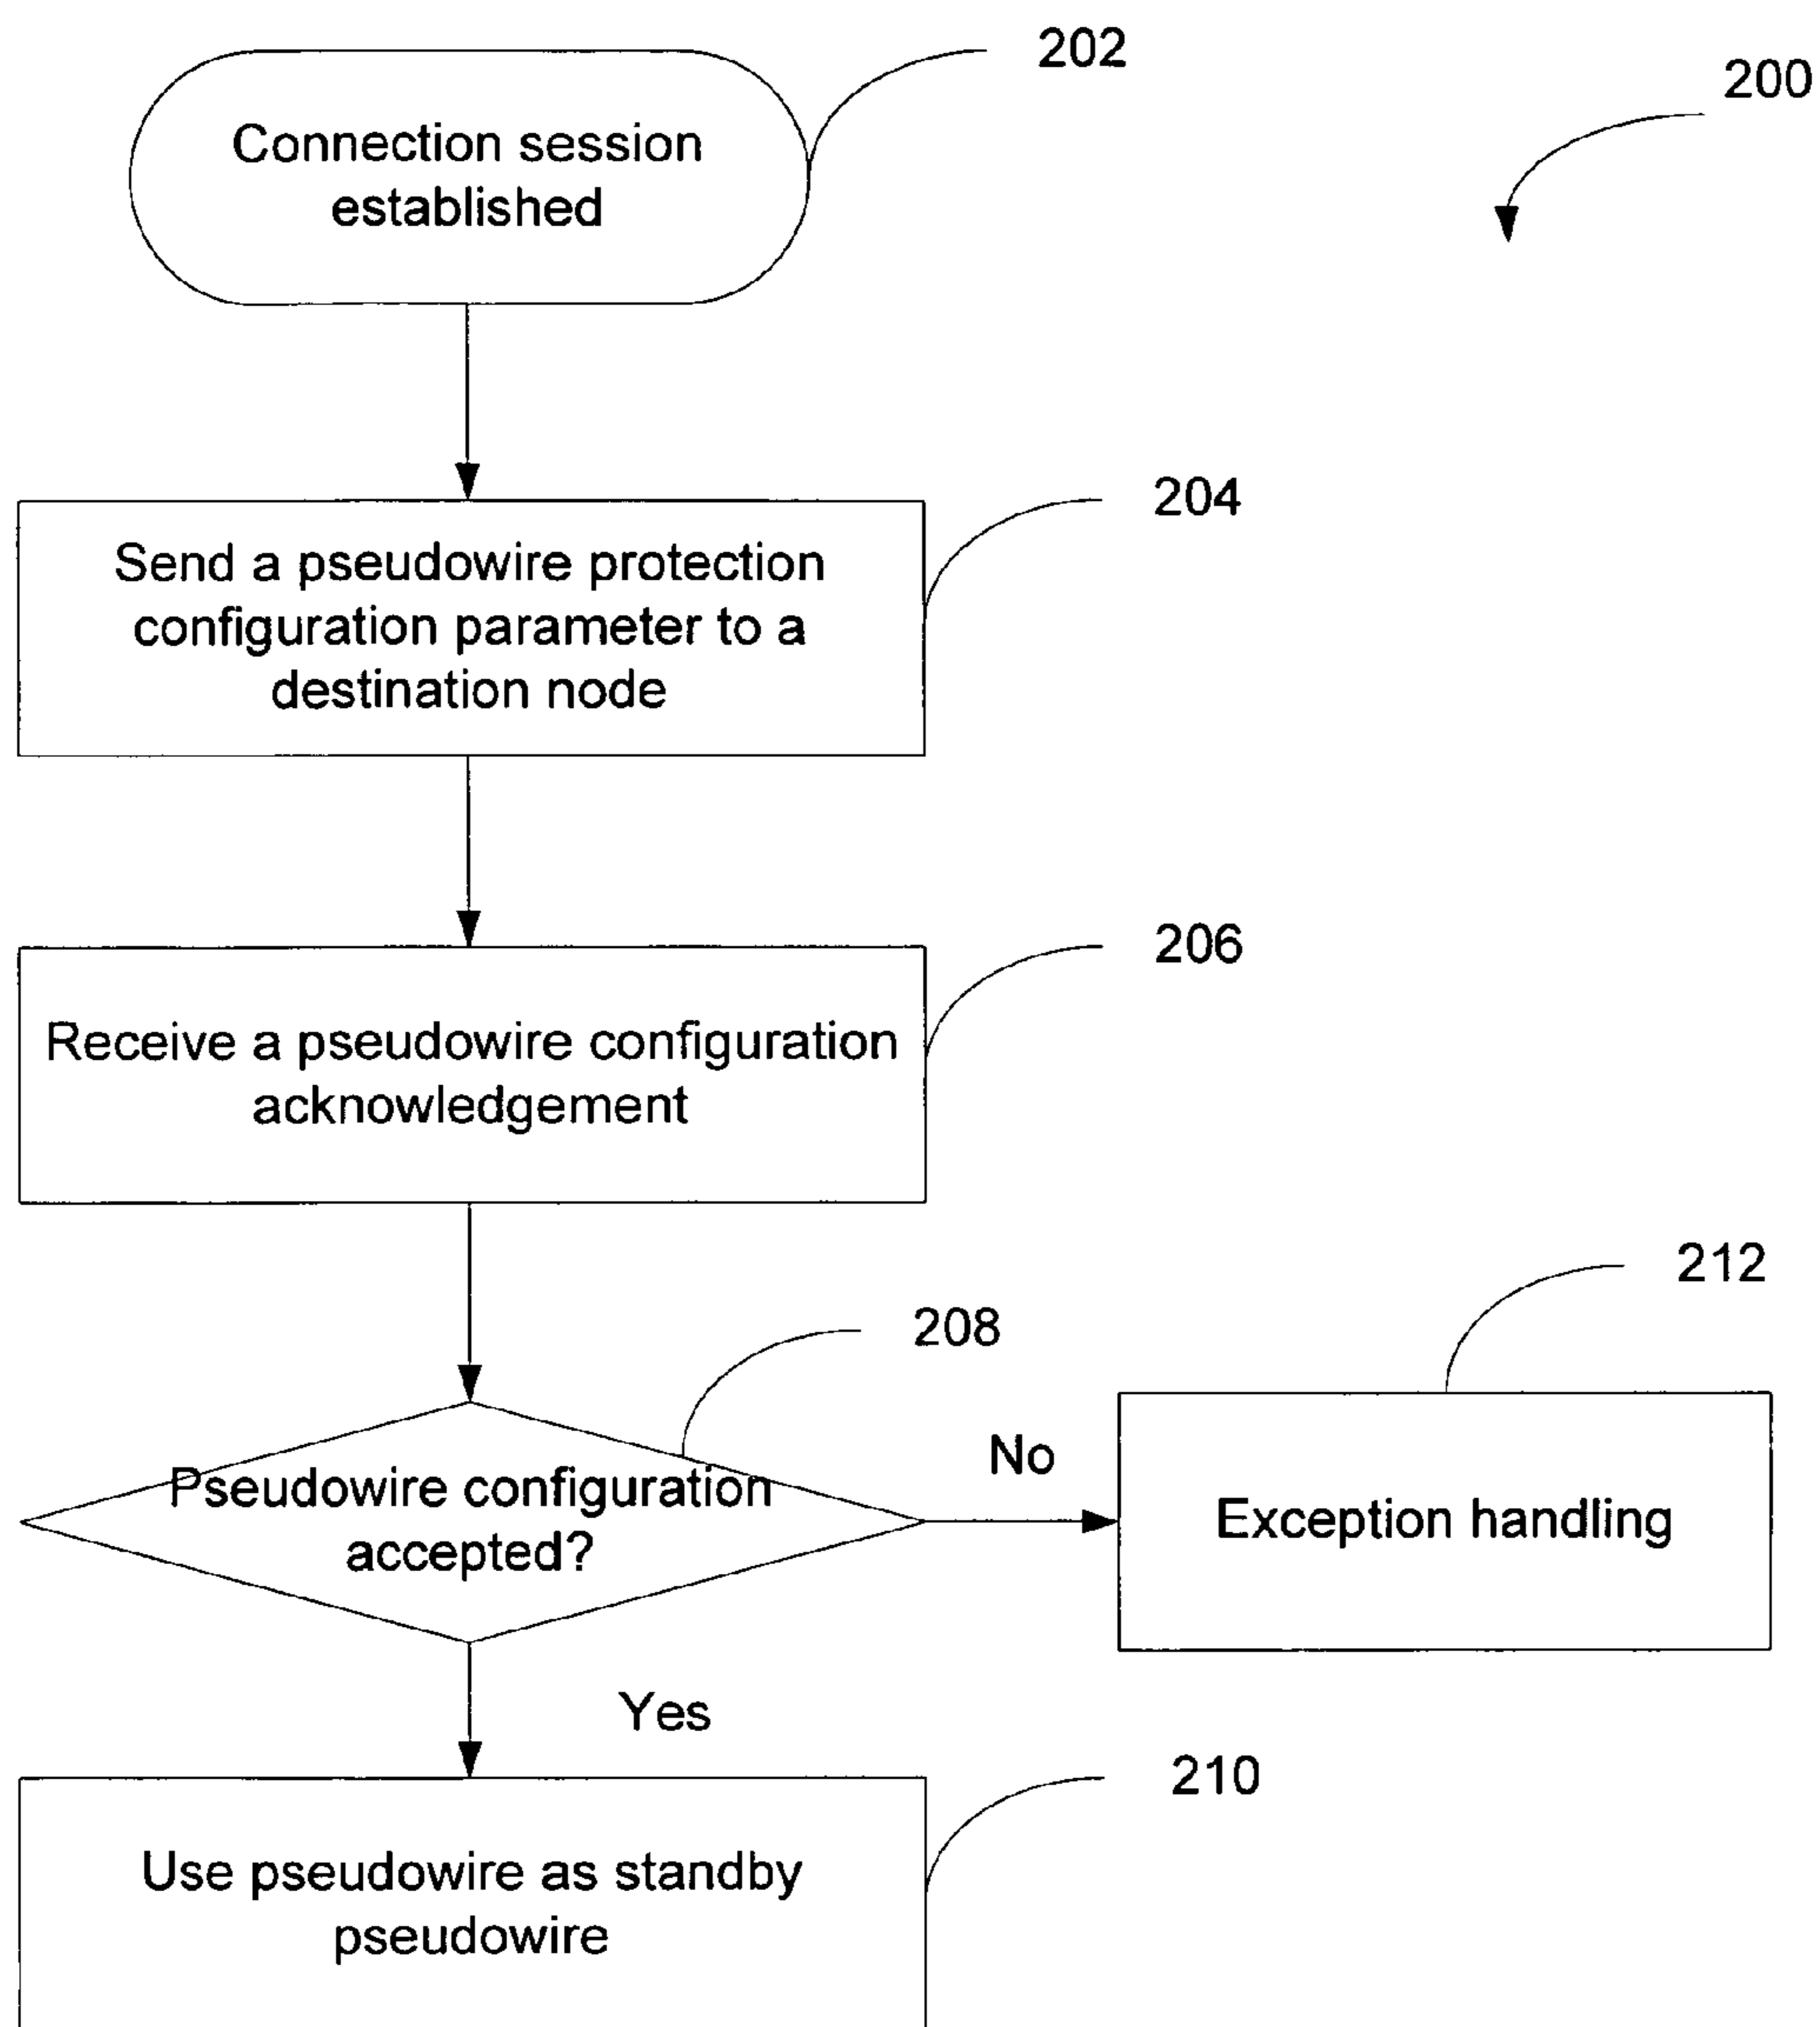 202
200
Connection session
established
204
Send a pseudowire protection
configuration parameter to a
destination node
206
Receive a pseudowire configuration
acknowledgement
212
208
No
Pseudowire configuration
accepted?
Exception handling
Yes
210
Use pseudowire as standby
pseudowire